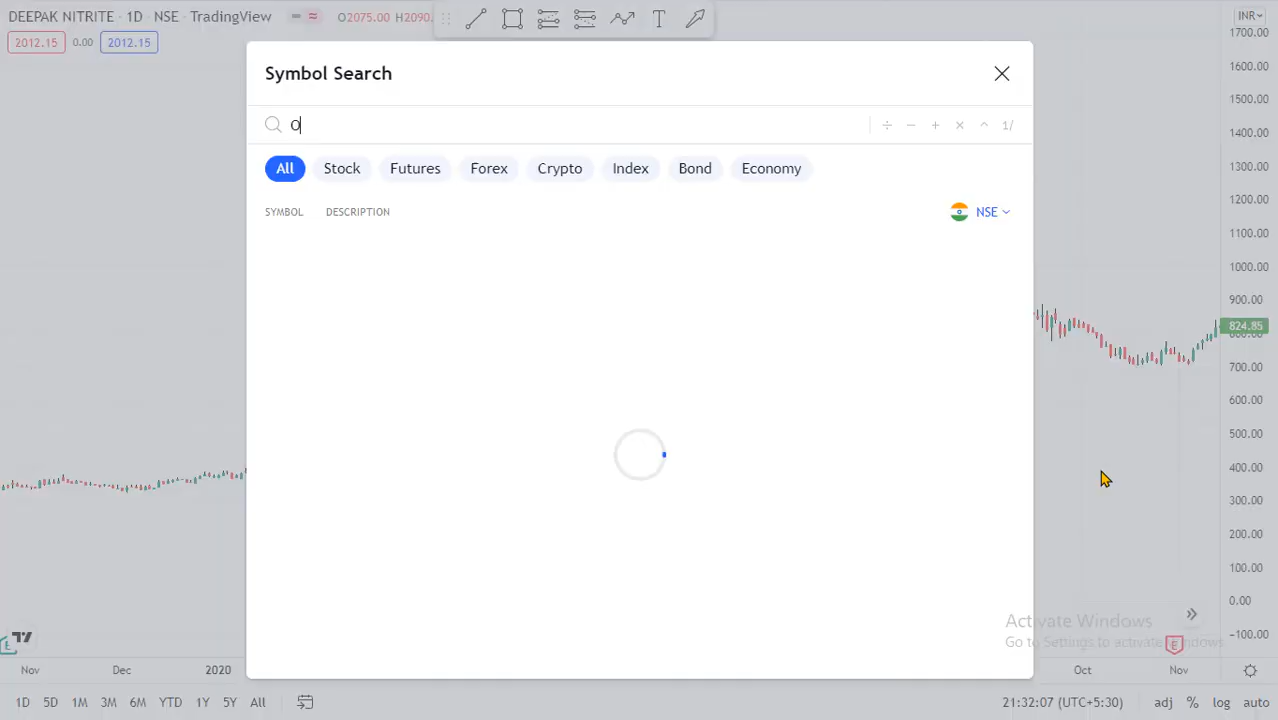 DEEPAK NITRITE · 1D · NSE · TradingView
O2075.00 H2090.
INR
2012.15 0.00 2012.15
Symbol Search
O
÷ − + × ^ 1/
All Stock Futures Forex Crypto Index Bond Economy
SYMBOL DESCRIPTION
NSE
1700.00
1600.00
1500.00
1400.00
1300.00
1200.00
1100.00
1000.00
900.00
824.85
700.00
600.00
500.00
400.00
300.00
200.00
100.00
0.00
−100.00
Activate Windows
Go to Settings to activate Windows.
E
E
Nov Dec 2020 Oct Nov
1D 5D 1M 3M 6M YTD 1Y 5Y All
21:32:07 (UTC+5:30) adj % log auto